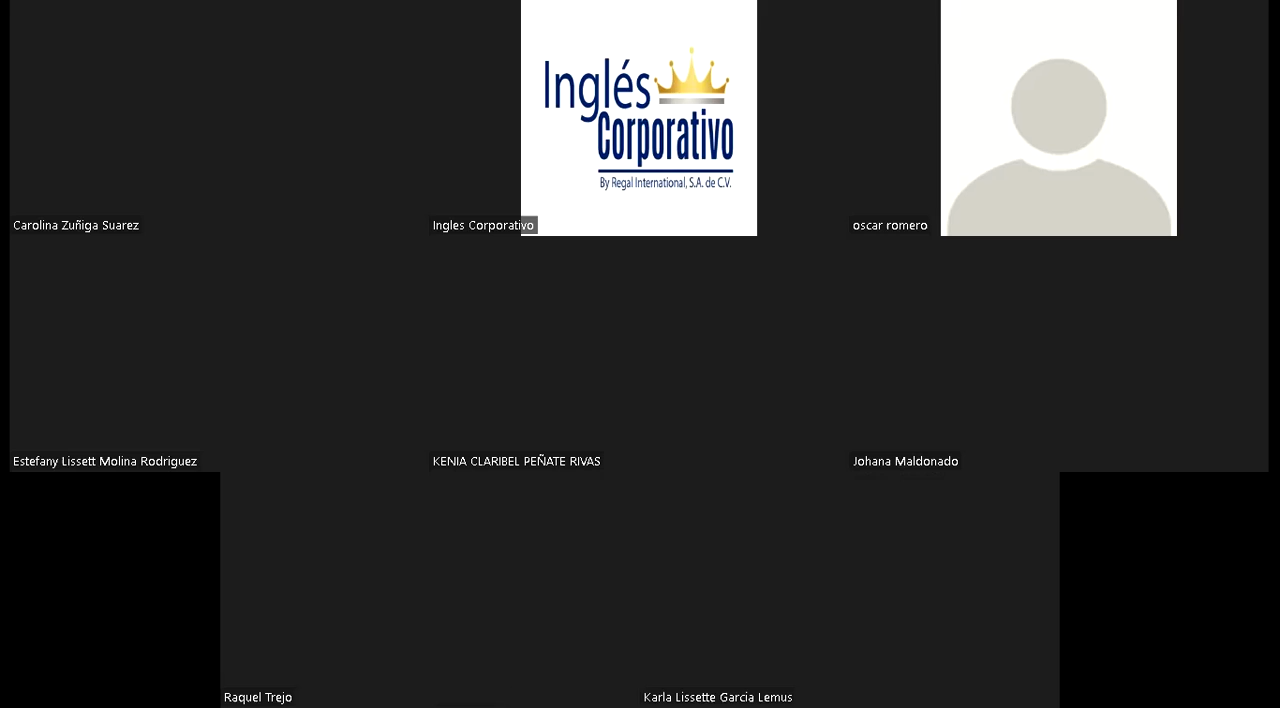 Inglés
Corporativo
By Regal International, S.A. de C.V.
Carolina Zuñiga Suarez
Ingles Corporativo
oscar romero
Estefany Lissett Molina Rodriguez
KENIA CLARIBEL PEÑATE RIVAS
Johana Maldonado
Raquel Trejo
Karla Lissette Garcia Lemus